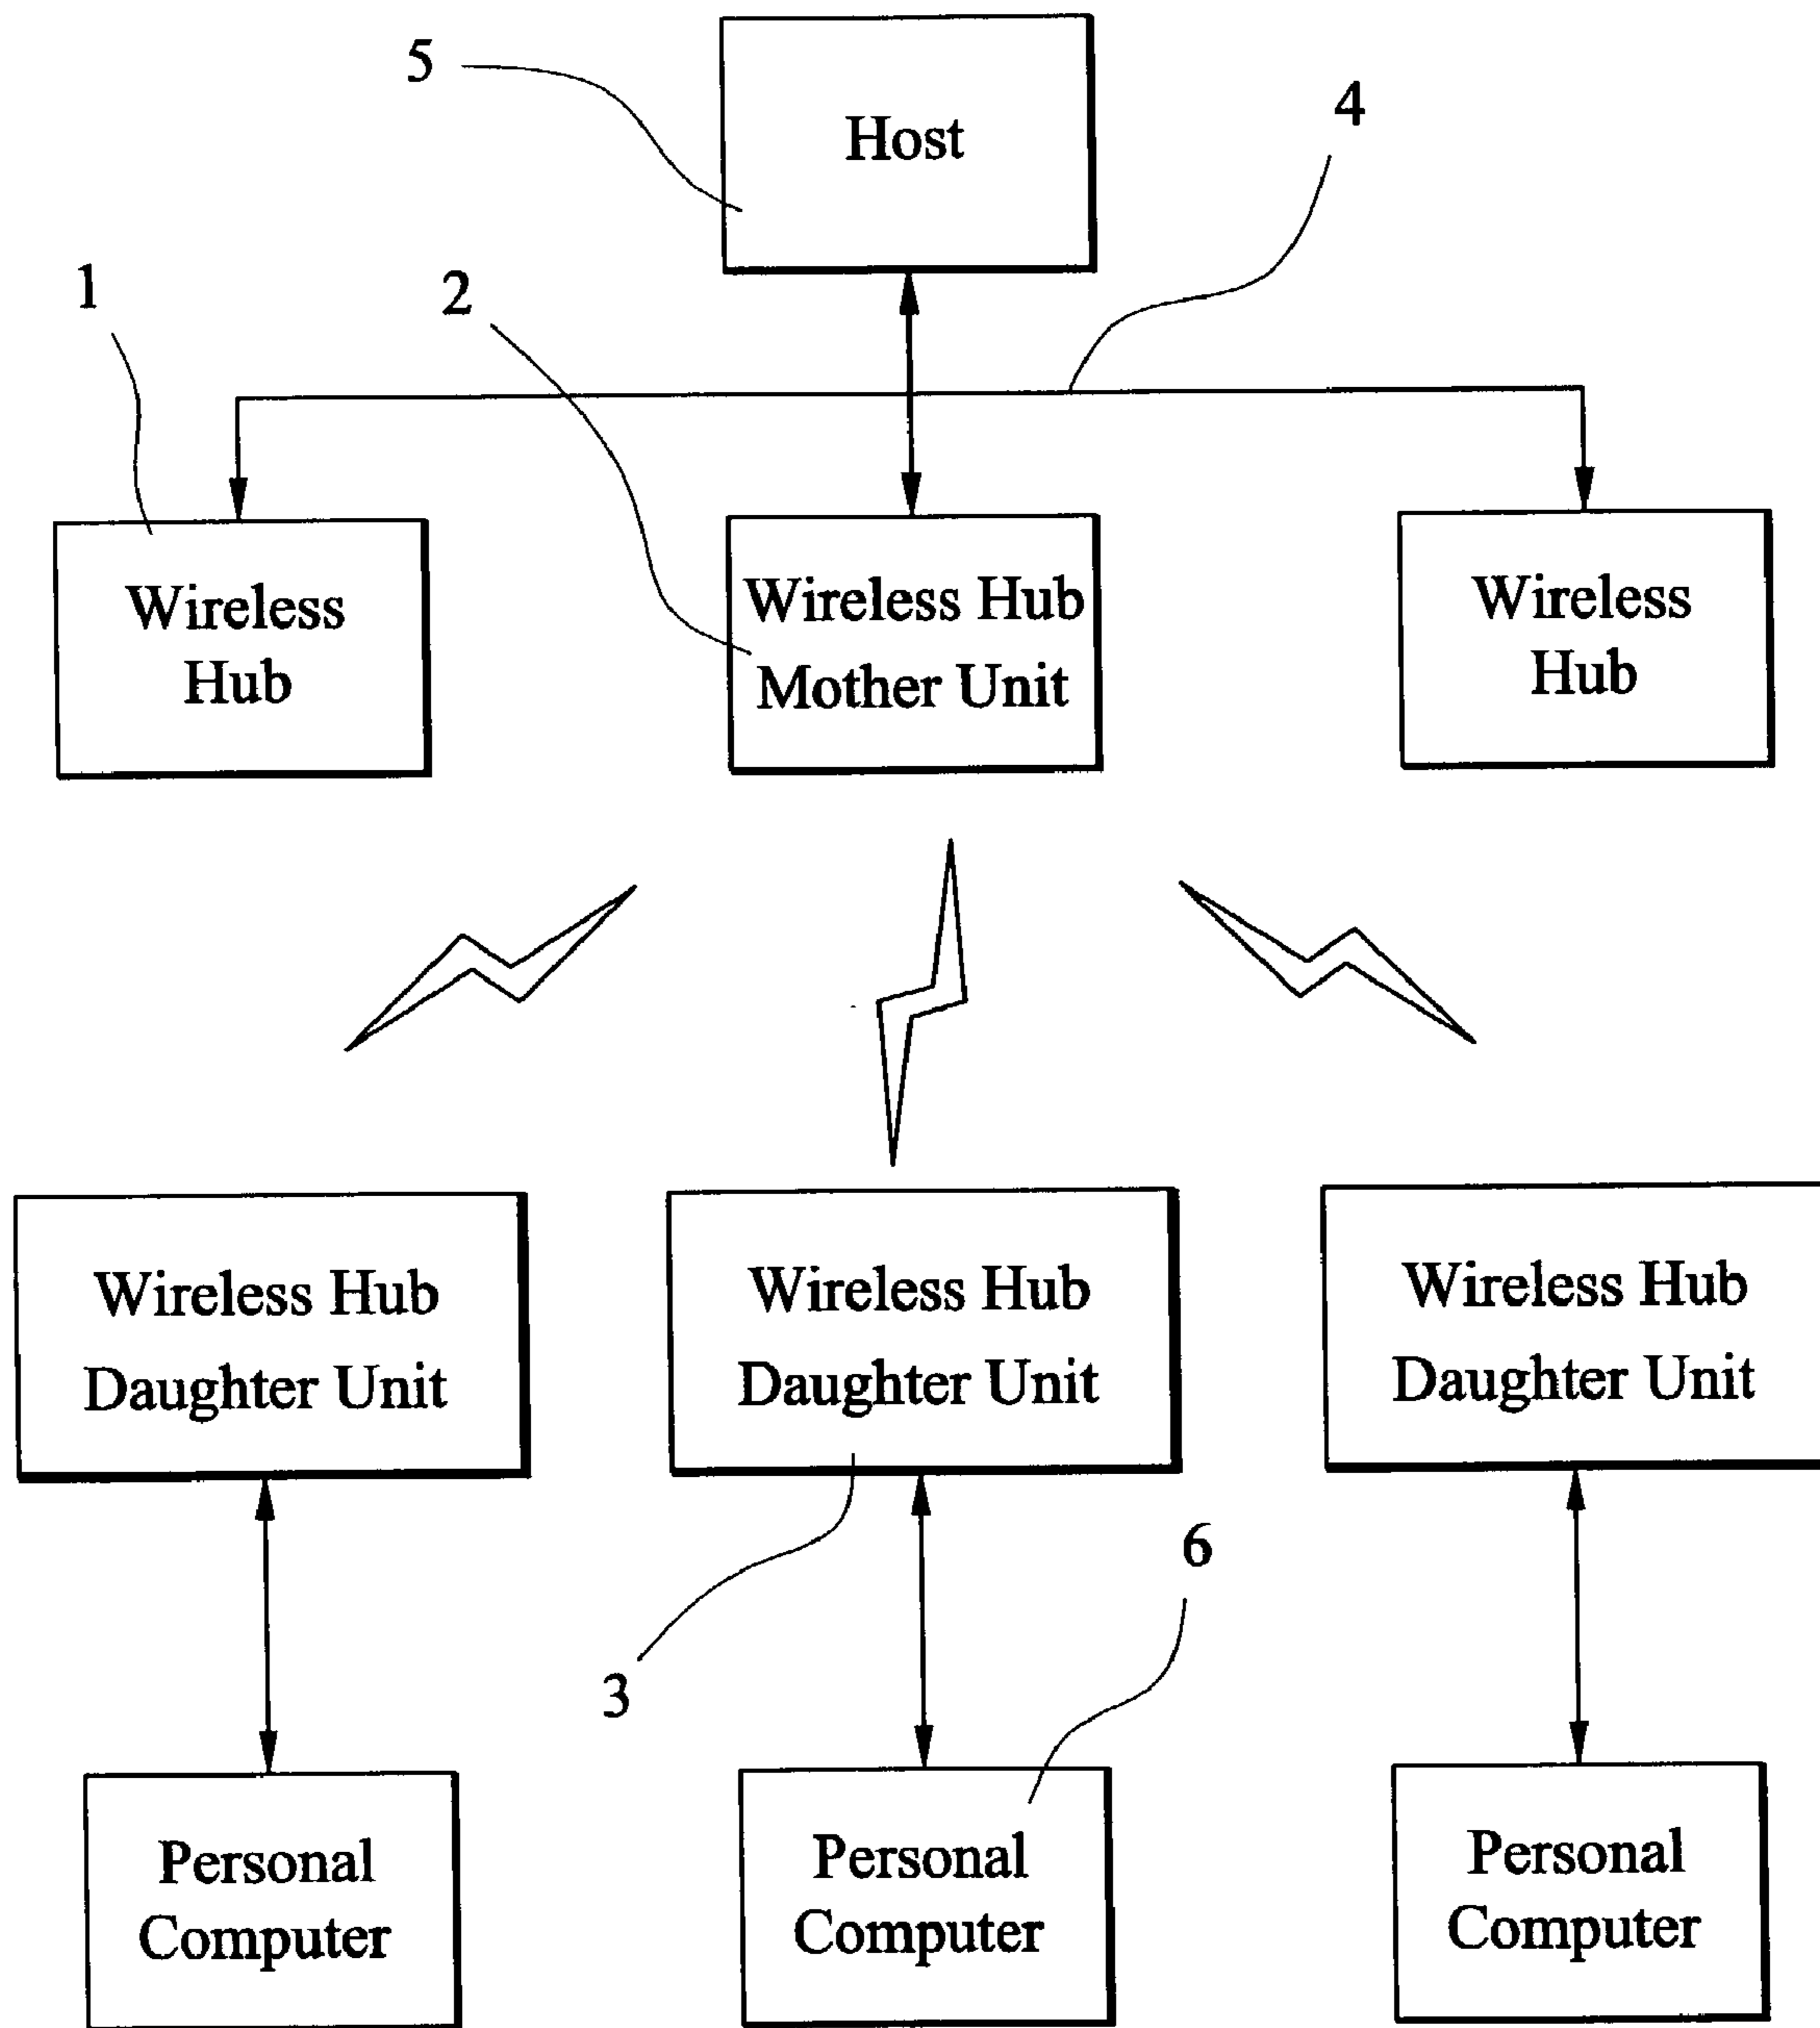 5
Host
4
1
2
Wireless
Hub
Wireless Hub
Mother Unit
Wireless
Hub
Wireless Hub
Daughter Unit
Wireless Hub
Daughter Unit
Wireless Hub
Daughter Unit
3
6
Personal
Computer
Personal
Computer
Personal
Computer